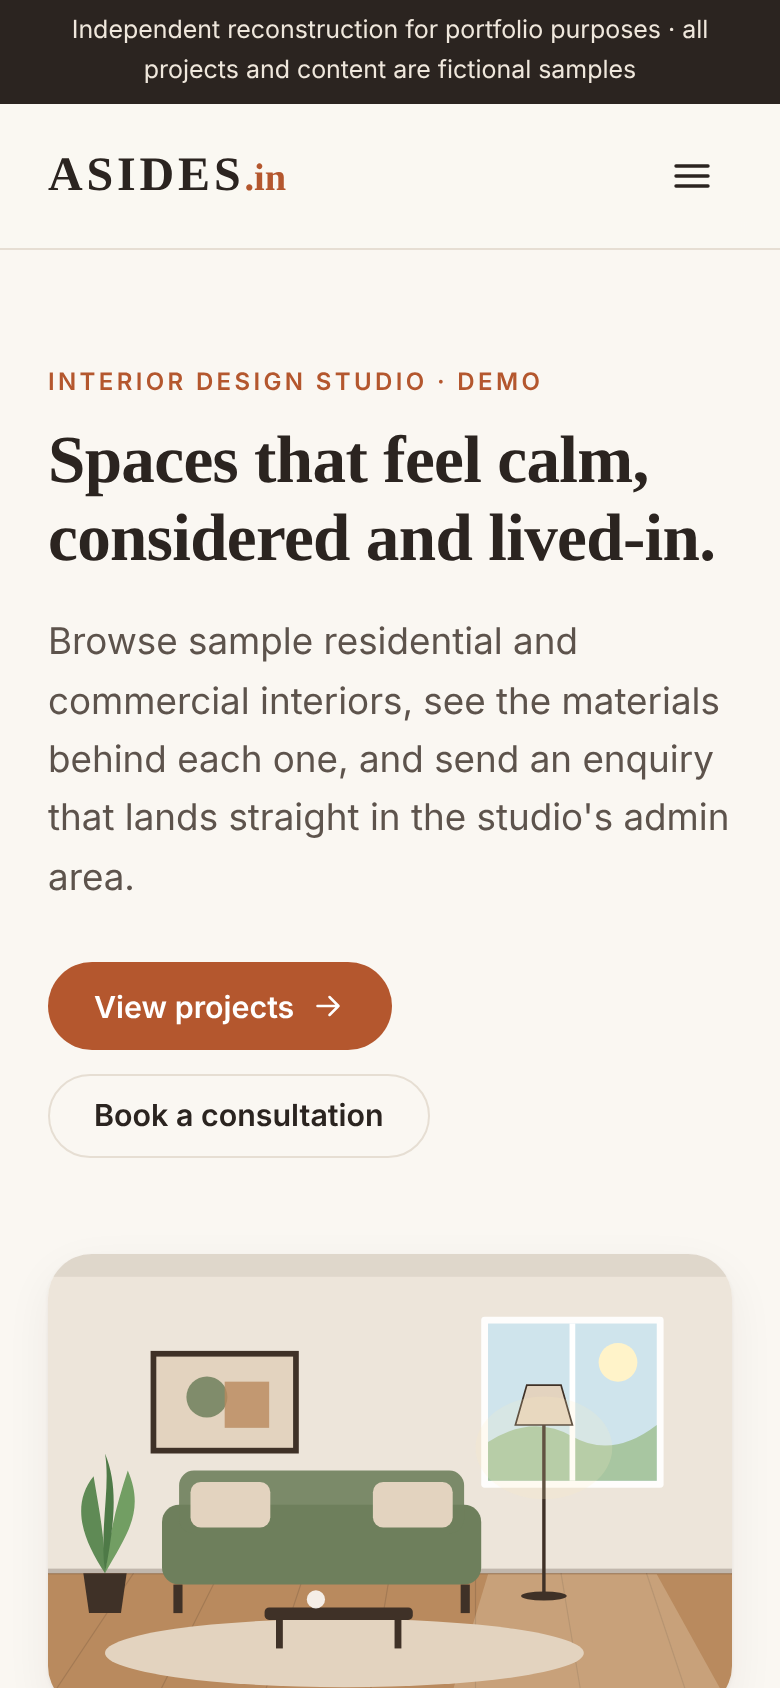 Independent reconstruction for portfolio purposes · all
projects and content are fictional samples
ASIDES.in
INTERIOR DESIGN STUDIO · DEMO
Spaces that feel calm,
considered and lived-in.
Browse sample residential and
commercial interiors, see the materials
behind each one, and send an enquiry
that lands straight in the studio's admin
area.
View projects →
Book a consultation